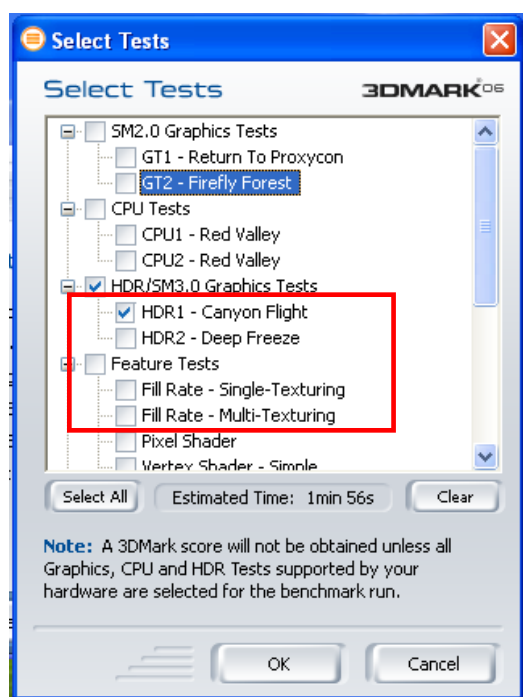 Select Tests
Select Tests 3DMARK®06
SM2.0 Graphics Tests
GT1 - Return To Proxycon
GT2 - Firefly Forest
CPU Tests
CPU1 - Red Valley
CPU2 - Red Valley
HDR/SM3.0 Graphics Tests
HDR1 - Canyon Flight
HDR2 - Deep Freeze
Feature Tests
Fill Rate - Single-Texturing
Fill Rate - Multi-Texturing
Pixel Shader
Vertex Shader - Simple
Select All Estimated Time: 1min 56s Clear
Note: A 3DMark score will not be obtained unless all
Graphics, CPU and HDR Tests supported by your
hardware are selected for the benchmark run.
OK Cancel